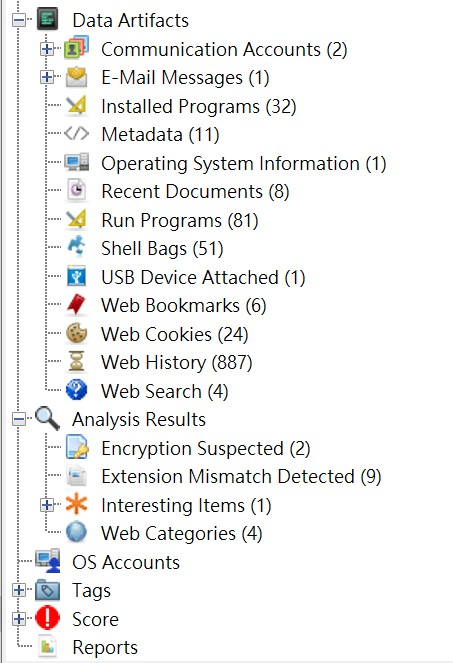 Data Artifacts
Communication Accounts (2)
E-Mail Messages (1)
Installed Programs (32)
Metadata (11)
Operating System Information (1)
Recent Documents (8)
Run Programs (81)
Shell Bags (51)
USB Device Attached (1)
Web Bookmarks (6)
Web Cookies (24)
Web History (887)
Web Search (4)
Analysis Results
Encryption Suspected (2)
Extension Mismatch Detected (9)
Interesting Items (1)
Web Categories (4)
OS Accounts
Tags
Score
Reports